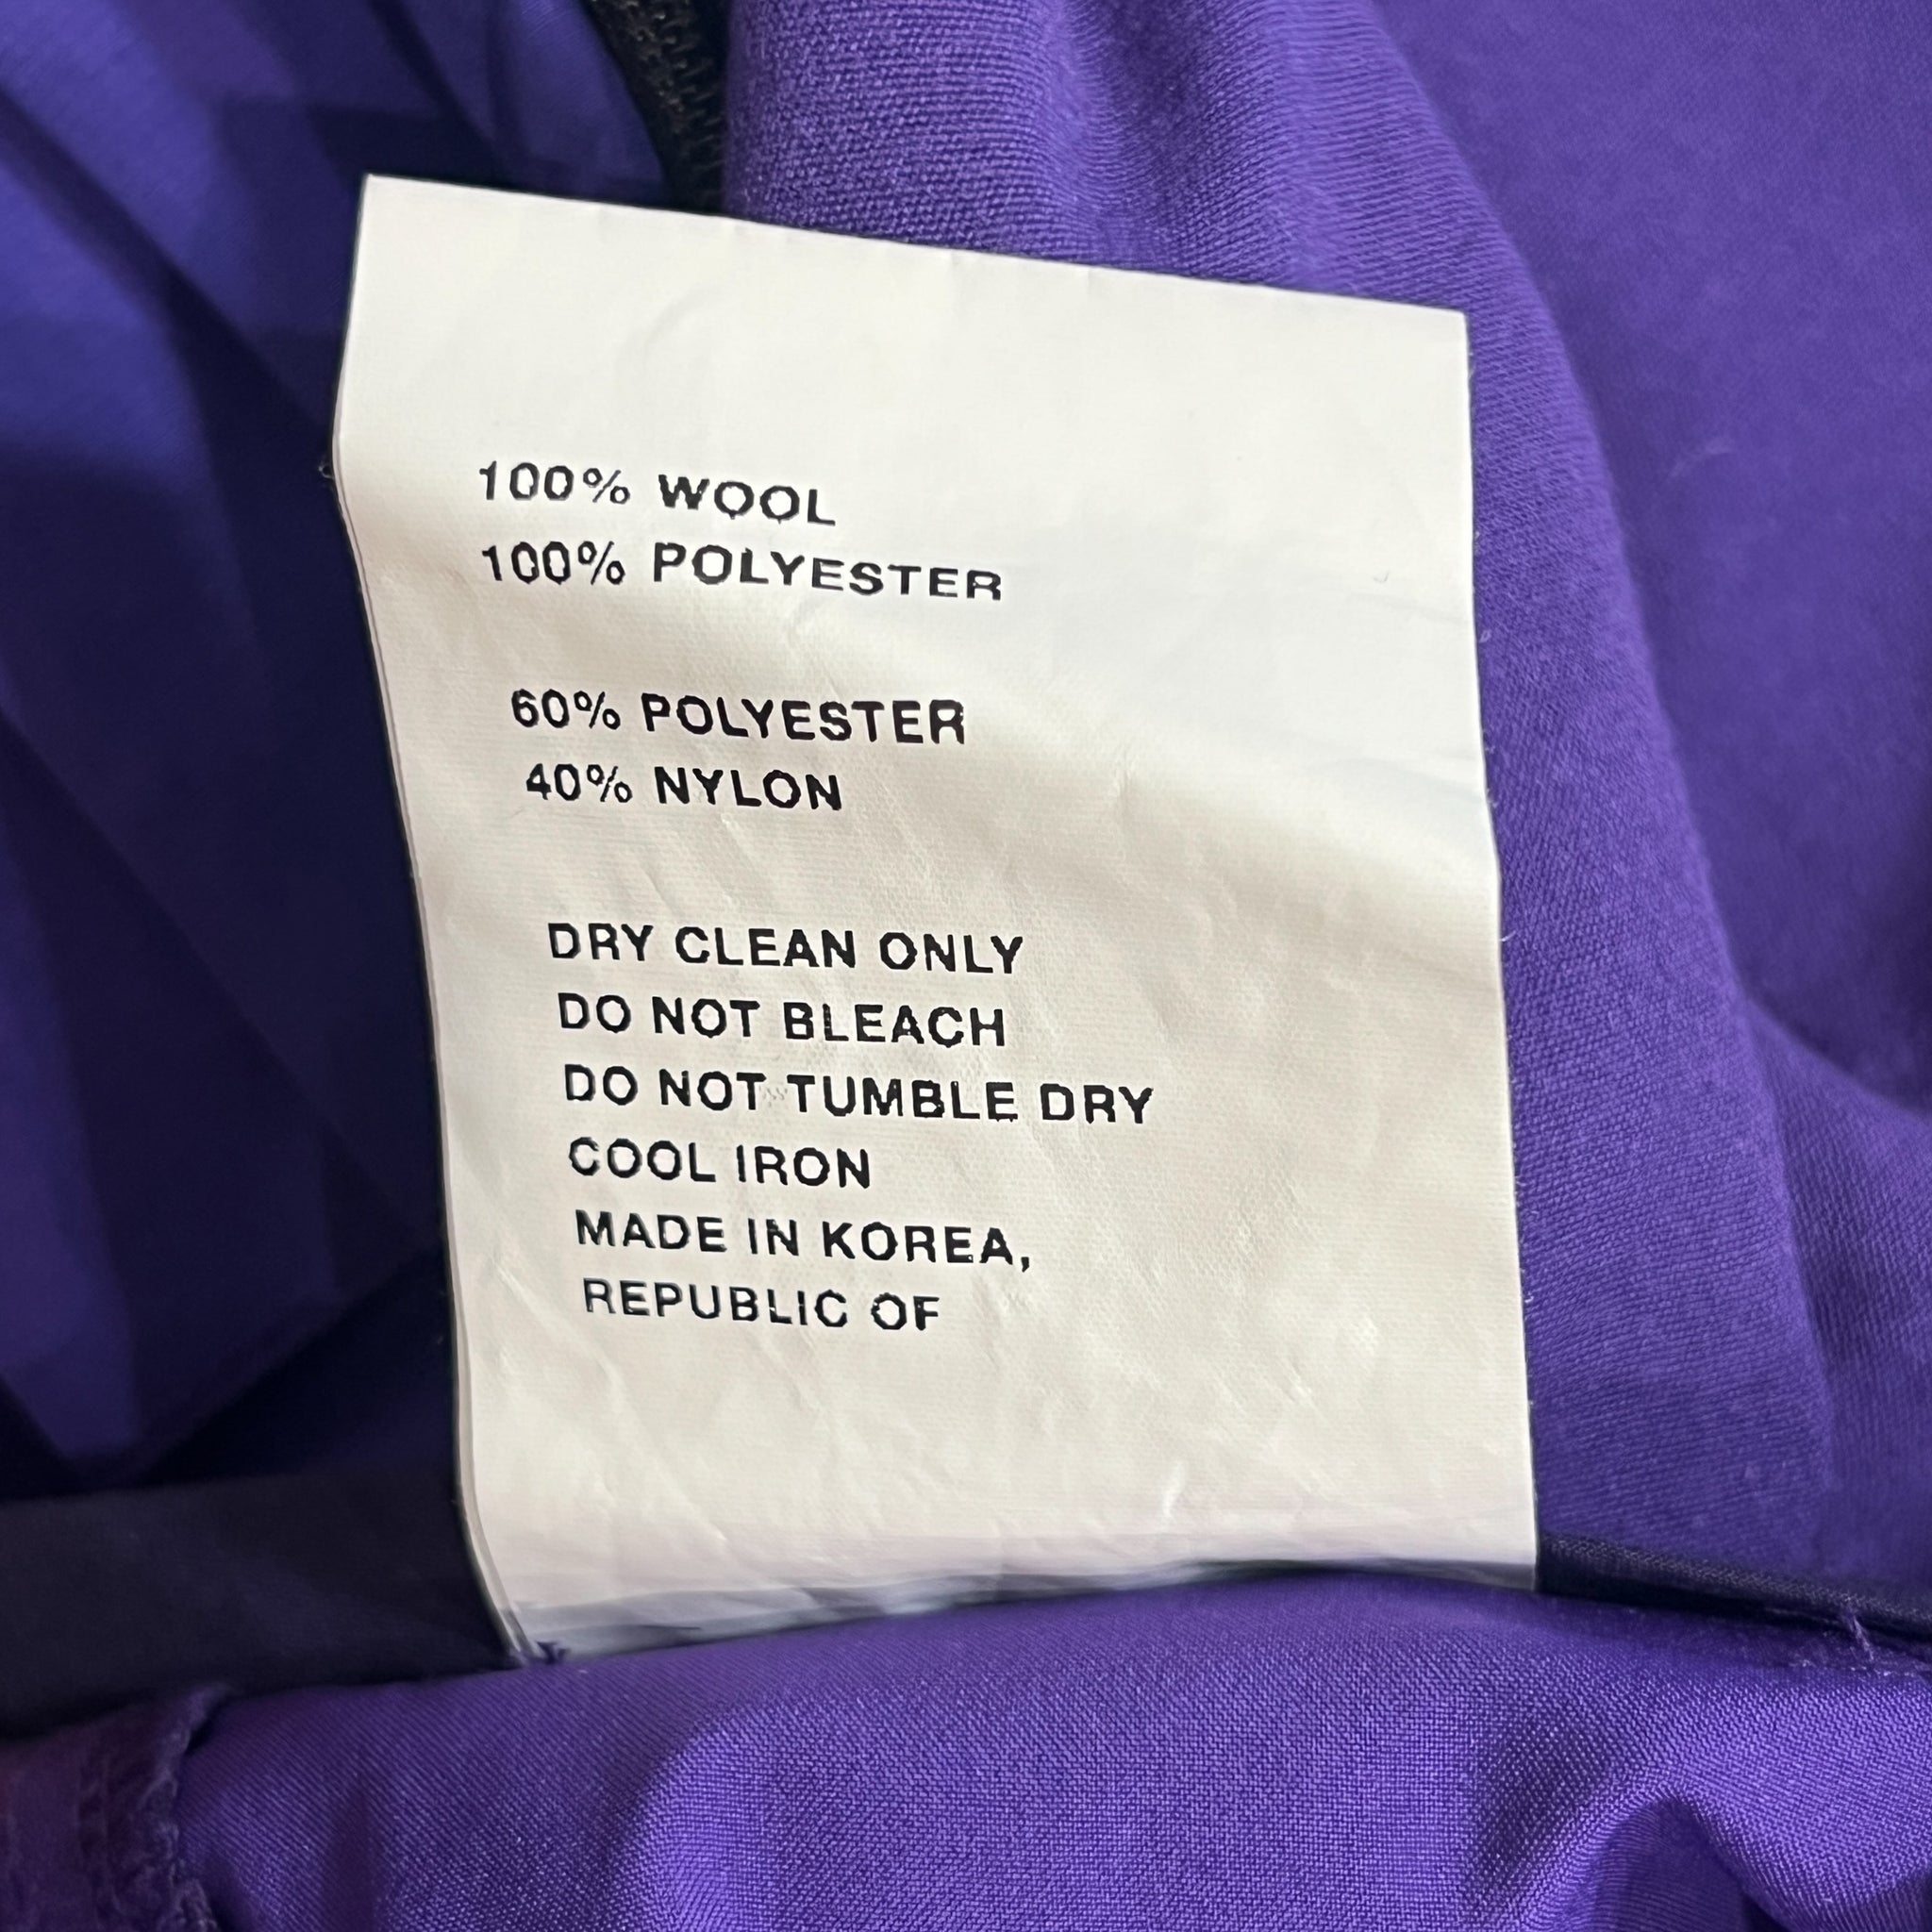 100% WOOL
100% POLYESTER
60% POLYESTER
40% NYLON
DRY CLEAN ONLY
DO NOT BLEACH
DO NOT TUMBLE DRY
COOL IRON
MADE IN KOREA,
REPUBLIC OF